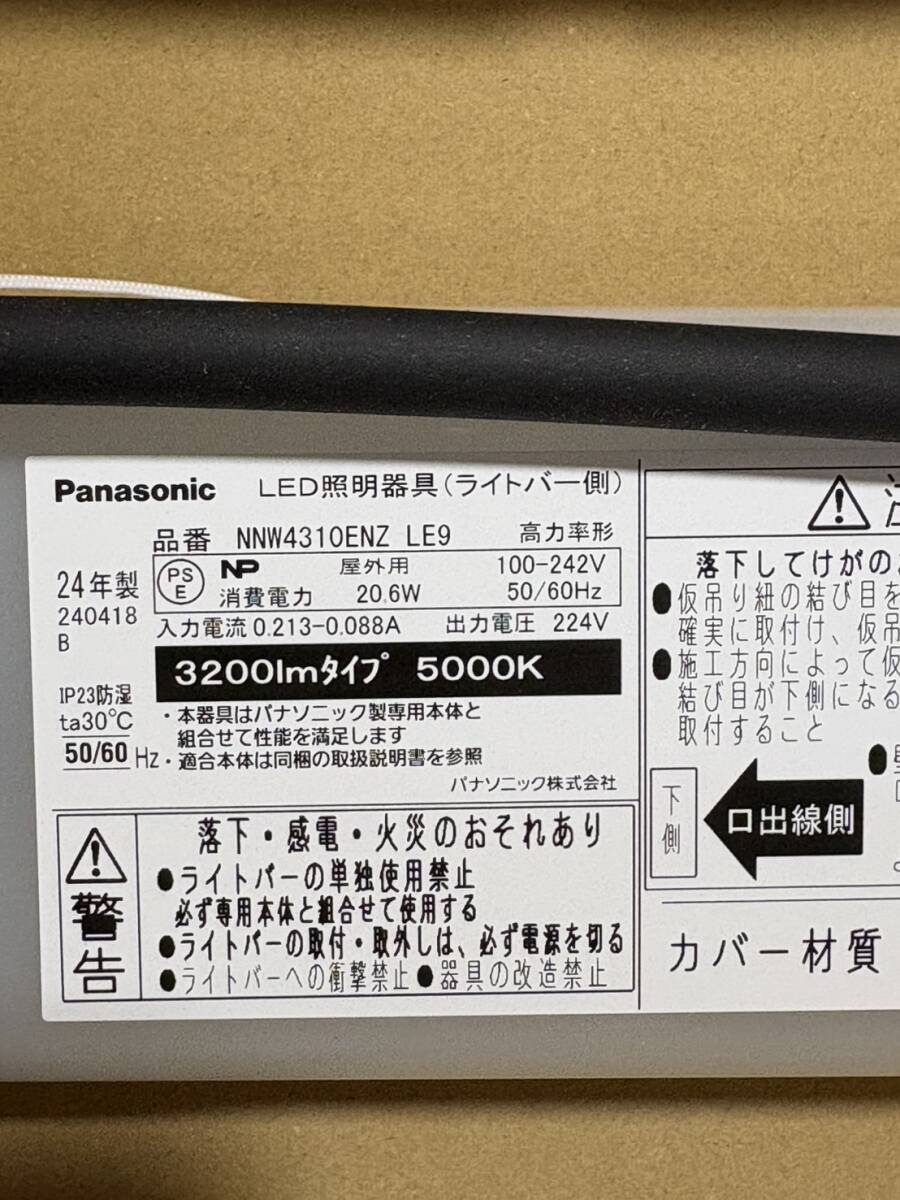 Panasonic LED照明器具(ライトバー側)
品番 NNW4310ENZ LE9 高力率形
24年製
240418
B
PS
E
NP 屋外用 100-242V
消費電力 20.6W 50/60Hz
入力電流 0.213-0.088A 出力電圧 224V
3200lmタイプ 5000K
IP23防湿
ta30℃
50/60 Hz
・本器具はパナソニック製専用本体と
組合せて性能を満足します
・適合本体は同梱の取扱説明書を参照
パナソニック株式会社
警告
落下・感電・火災のおそれあり
●ライトバーの単独使用禁止
必ず専用本体と組合せて使用する
●ライトバーの取付・取外しは、必ず電源を切る
●ライトバーへの衝撃禁止 ●器具の改造禁止
落下してけがのお
●仮吊り紐の結び目を
確実に取付け、仮吊
●施工方向によって仮
結び目が下側になる
取付すること
下側
口出線側
カバー材質